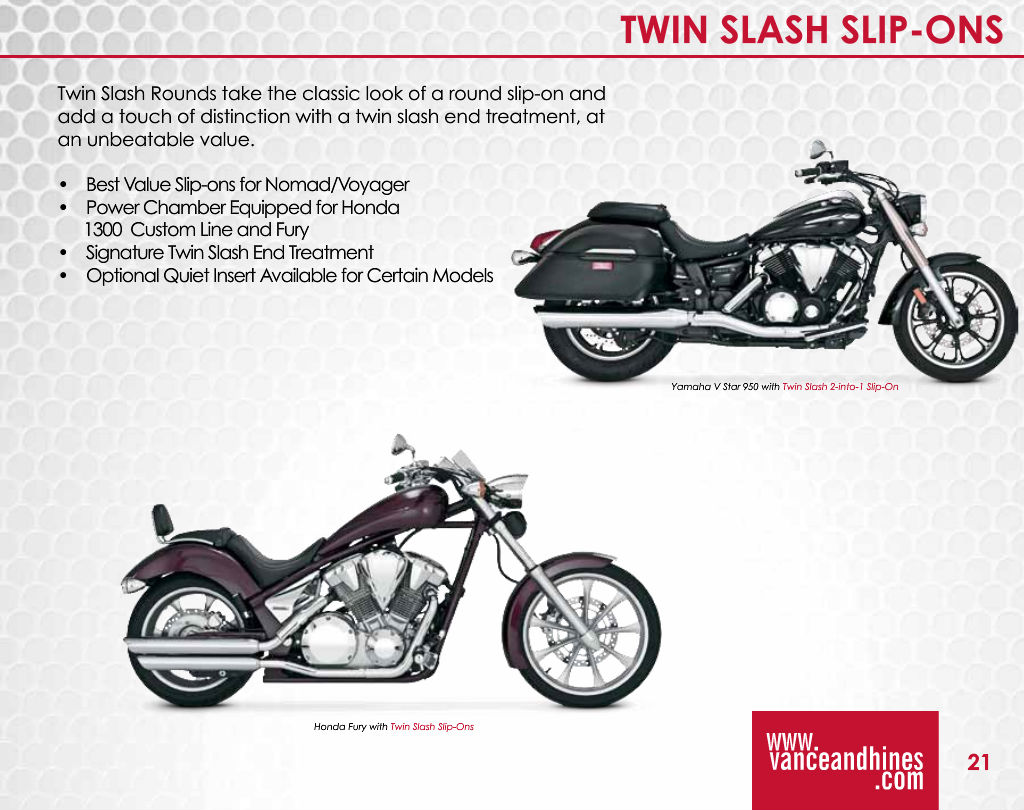 TWIN SLASH SLIP-ONS
Twin Slash Rounds take the classic look of a round slip-on and
add a touch of distinction with a twin slash end treatment, at
an unbeatable value.
• Best Value Slip-ons for Nomad/Voyager
• Power Chamber Equipped for Honda
1300 Custom Line and Fury
• Signature Twin Slash End Treatment
• Optional Quiet Insert Available for Certain Models
Yamaha V Star 950 with Twin Slash 2-into-1 Slip-On
Honda Fury with Twin Slash Slip-Ons
www.
vanceandhines
.com
21